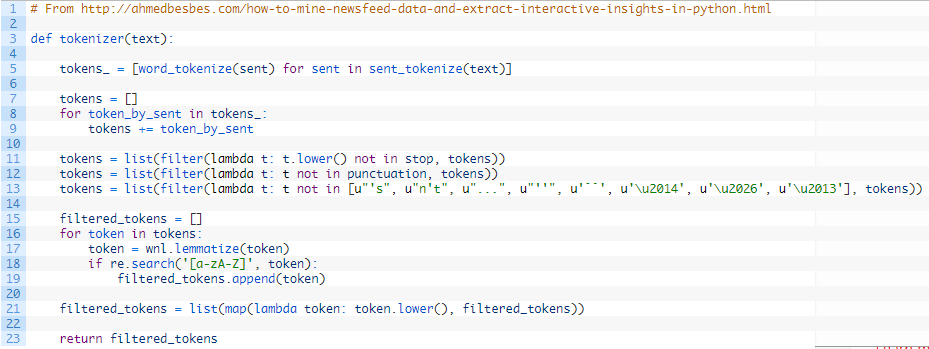 1 # From http://ahmedbesbes.com/how-to-mine-newsfeed-data-and-extract-interactive-insights-in-python.html
2
3 def tokenizer(text):
4
5     tokens_ = [word_tokenize(sent) for sent in sent_tokenize(text)]
6
7     tokens = []
8     for token_by_sent in tokens_:
9         tokens += token_by_sent
10
11     tokens = list(filter(lambda t: t.lower() not in stop, tokens))
12     tokens = list(filter(lambda t: t not in punctuation, tokens))
13     tokens = list(filter(lambda t: t not in [u"'s", u"n't", u"...", u"''", u'``', u'\u2014', u'\u2026', u'\u2013'], tokens))
14
15     filtered_tokens = []
16     for token in tokens:
17         token = wnl.lemmatize(token)
18         if re.search('[a-zA-Z]', token):
19             filtered_tokens.append(token)
20
21     filtered_tokens = list(map(lambda token: token.lower(), filtered_tokens))
22
23     return filtered_tokens